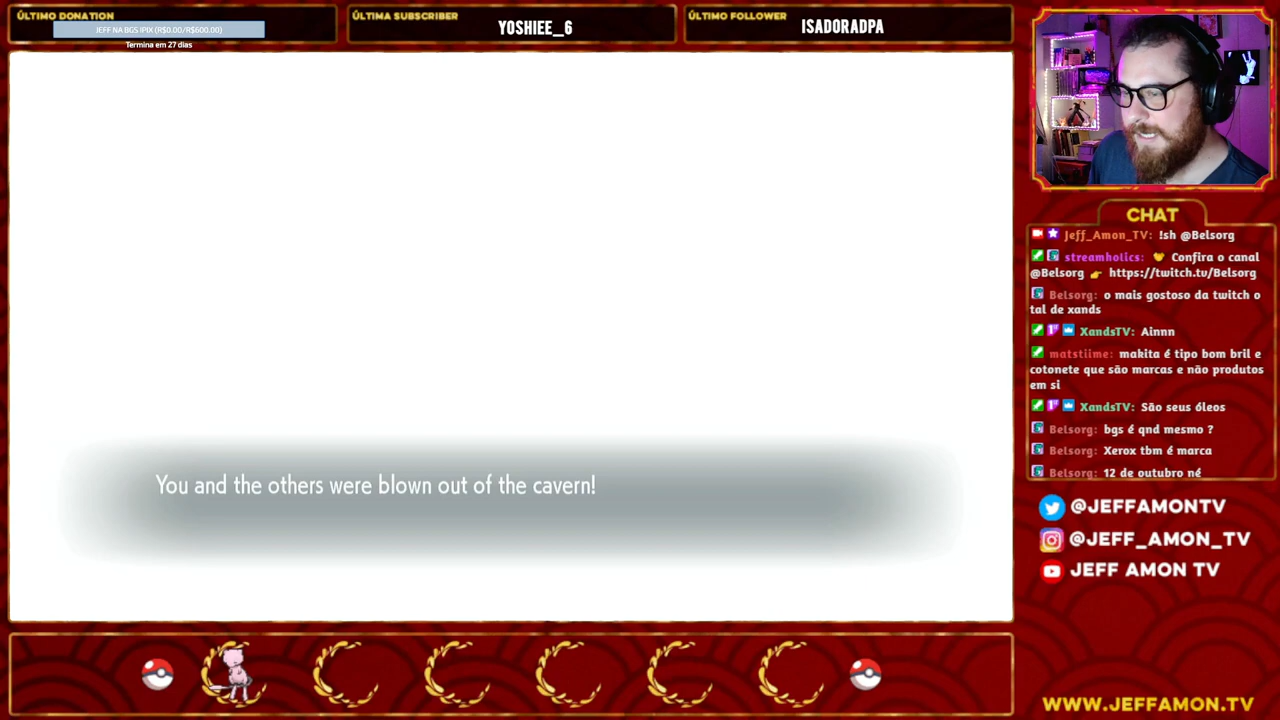 ÚLTIMO DONATION
JEFF NA BGS !PIX (R$0.00/R$600.00)
Termina em 27 dias
ÚLTIMA SUBSCRIBER
YOSHIEE_6
ÚLTIMO FOLLOWER
ISADORADPA
You and the others were blown out of the cavern!
CHAT
Jeff_Amon_TV: !sh @Belsorg
streamholics: Confira o canal
@Belsorg https://twitch.tv/Belsorg
Belsorg: o mais gostoso da twitch o
tal de xands
XandsTV: Ainnn
matstiime: makita é tipo bom bril e
cotonete que são marcas e não produtos
em si
XandsTV: São seus óleos
Belsorg: bgs é qnd mesmo ?
Belsorg: Xerox tbm é marca
Belsorg: 12 de outubro né
@JEFFAMONTV
@JEFF_AMON_TV
JEFF AMON TV
WWW.JEFFAMON.TV